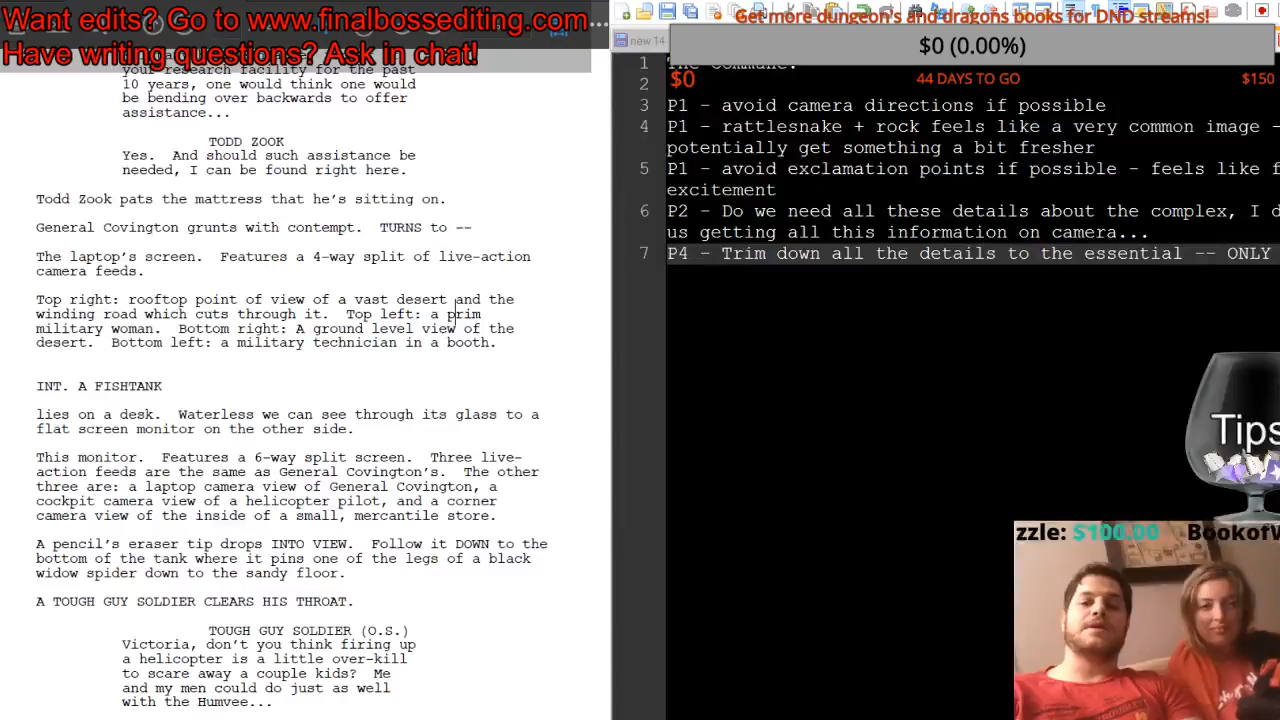 Want edits? Go to www.finalbossediting.com
Have writing questions? Ask in chat!
your research facility for the past
10 years, one would think one would
be bending over backwards to offer
assistance...
TODD ZOOK
Yes.  And should such assistance be
needed, I can be found right here.
Todd Zook pats the mattress that he's sitting on.
General Covington grunts with contempt.  TURNS to --
The laptop's screen.  Features a 4-way split of live-action
camera feeds.
Top right: rooftop point of view of a vast desert and the
winding road which cuts through it.  Top left: a prim
military woman.  Bottom right: A ground level view of the
desert.  Bottom left: a military technician in a booth.
INT. A FISHTANK
lies on a desk.  Waterless we can see through its glass to a
flat screen monitor on the other side.
This monitor.  Features a 6-way split screen.  Three live-
action feeds are the same as General Covington's.  The other
three are: a laptop camera view of General Covington, a
cockpit camera view of a helicopter pilot, and a corner
camera view of the inside of a small, mercantile store.
A pencil's eraser tip drops INTO VIEW.  Follow it DOWN to the
bottom of the tank where it pins one of the legs of a black
widow spider down to the sandy floor.
A TOUGH GUY SOLDIER CLEARS HIS THROAT.
TOUGH GUY SOLDIER (O.S.)
Victoria, don't you think firing up
a helicopter is a little over-kill
to scare away a couple kids?  Me
and my men could do just as well
with the Humvee...
Get more dungeon's and dragons books for DND streams!
new 14
$0 (0.00%)
$0
44 DAYS TO GO
$150
1 The Commune:
2
3 P1 - avoid camera directions if possible
4 P1 - rattlesnake + rock feels like a very common image -
potentially get something a bit fresher
5 P1 - avoid exclamation points if possible - feels like f
excitement
6 P2 - Do we need all these details about the complex, I d
us getting all this information on camera...
7 P4 - Trim down all the details to the essential -- ONLY
Tips
zzle: $100.00 BookofW